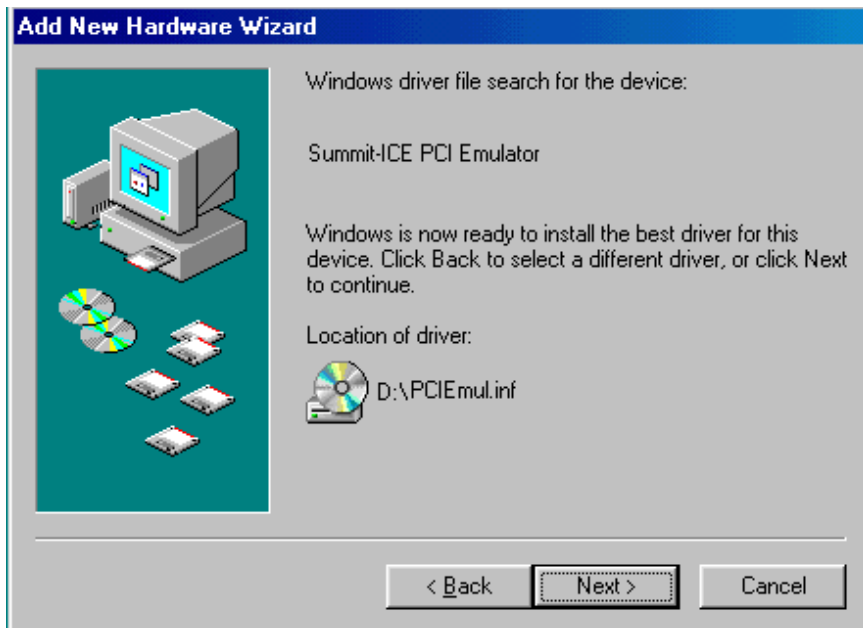 Add New Hardware Wizard
Windows driver file search for the device:
Summit-ICE PCI Emulator
Windows is now ready to install the best driver for this
device. Click Back to select a different driver, or click Next
to continue.
Location of driver:
D:\PCIEmul.inf
< Back Next > Cancel